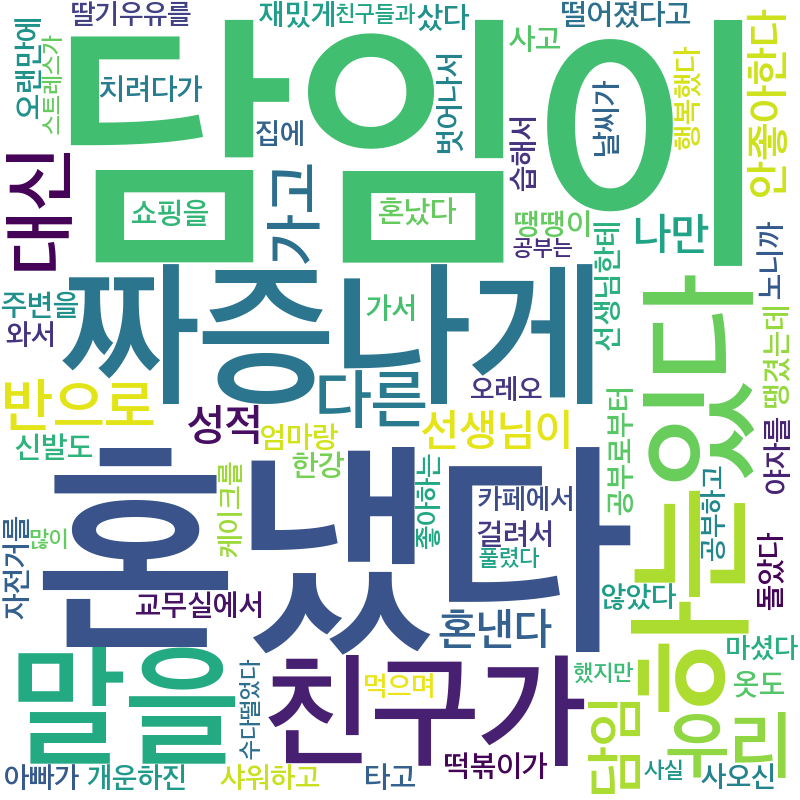 딸기우유를
재밌게
친구들과
샀다
떨어졌다고
오랜만에
스트레스가
담임이
치려다가
벗어나서
사고
날씨가
행복했다
안좋아한다
집에
습해서
대신
쇼핑을
가고
혼났다
땡땡이
공부는
나만
선생님한테
노니까
주변을
와서
짜증나게
가서
있다
땡겼는데
반으로
성적
다른
오레오
선생님이
엄마랑
신발도
한강
공부로부터
야자를
케이크를
좋아하는
혼냈다
카페에서
걸려서
풀렸다
공부하고
하는
자전거를
많이
교무실에서
혼낸다
않았다
돌았다
말을
친구가
수다떨었다
먹으며
했지만
담임
우리
마셨다
옷도
떡볶이가
아빠가
개운하진
샤워하고
타고
사실
사오신